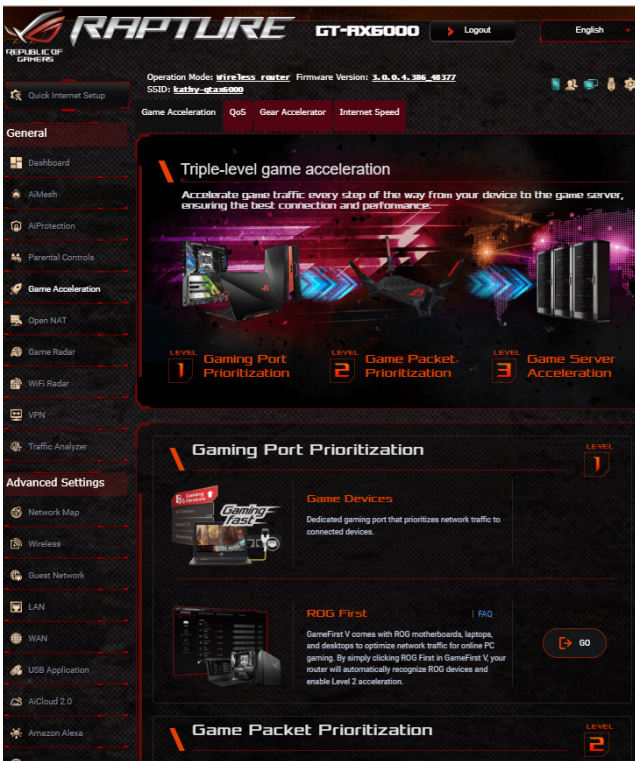 RAPTURE
REPUBLIC OF
GAMERS
GT-AX6000
Logout
English
Operation Mode: Wireless router Firmware Version: 3.0.0.4.386_48377
SSID: kathy-gtax6000
Game Acceleration QoS Gear Accelerator Internet Speed
Quick Internet Setup
General
Dashboard
AiMesh
AiProtection
Parental Controls
Game Acceleration
Open NAT
Game Radar
WiFi Radar
VPN
Traffic Analyzer
Advanced Settings
Network Map
Wireless
Guest Network
LAN
WAN
USB Application
AiCloud 2.0
Amazon Alexa
Triple-level game acceleration
Accelerate game traffic every step of the way from your device to the game server,
ensuring the best connection and performance.
LEVEL
1
Gaming Port
Prioritization
LEVEL
2
Game Packet
Prioritization
LEVEL
3
Game Server
Acceleration
Gaming Port Prioritization
LEVEL
1
Gaming
Devices
Gaming
Fast
Game Devices
Dedicated gaming port that prioritizes network traffic to
connected devices.
ROG First
| FAQ
GameFirst V comes with ROG motherboards, laptops,
and desktops to optimize network traffic for online PC
gaming. By simply clicking ROG First in GameFirst V, your
router will automatically recognize ROG devices and
enable Level 2 acceleration.
GO
Game Packet Prioritization
LEVEL
2